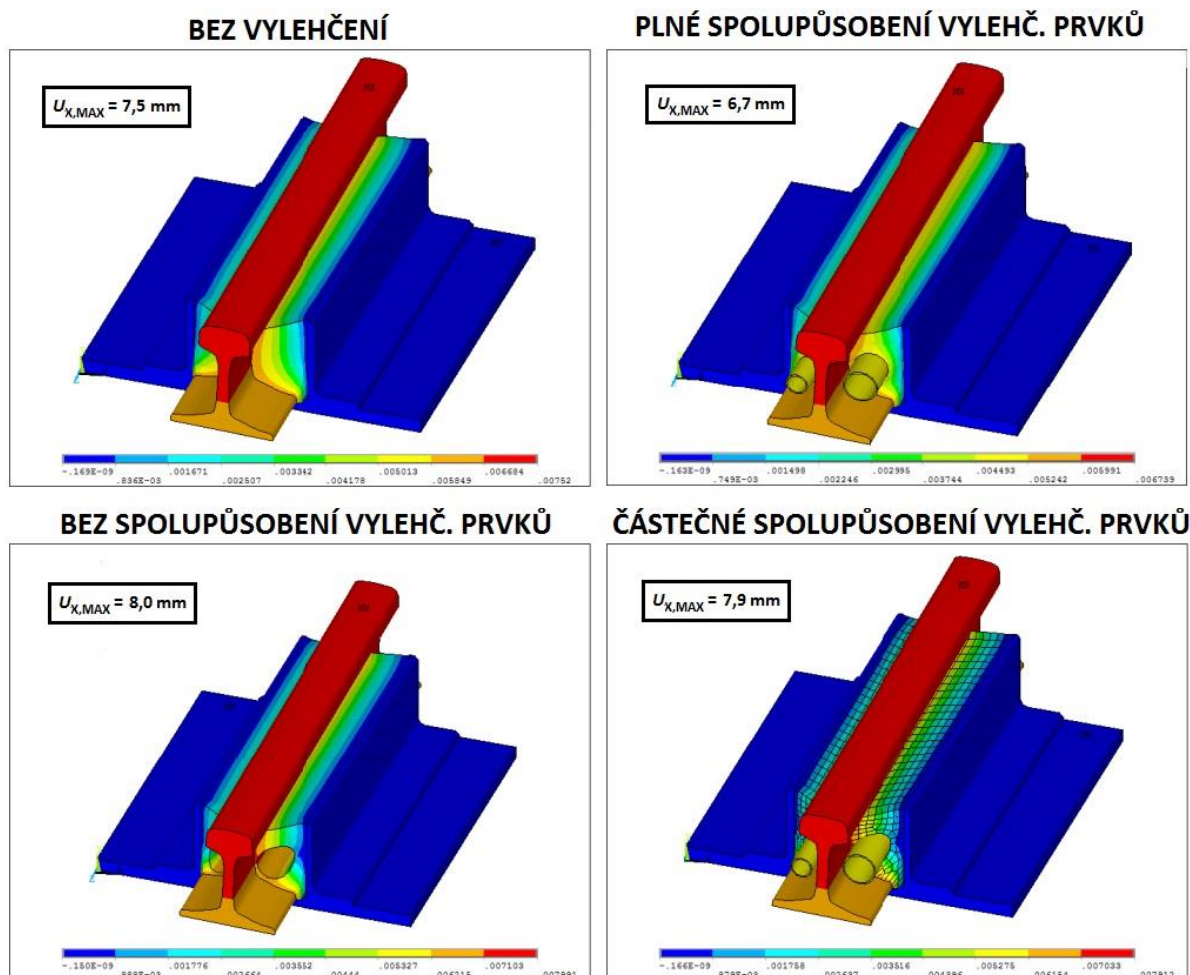 BEZ VYLEHČENÍ
PLNÉ SPOLUPŮSOBENÍ VYLEHČ. PRVKŮ
UX,MAX = 7,5 mm
UX,MAX = 6,7 mm
-.169E-09 .001671 .003342 .005013 .006684
.836E-03 .002507 .004178 .005849 .00752
-.163E-09 .001498 .002995 .004493 .005991
.749E-03 .002246 .003744 .005242 .006739
BEZ SPOLUPŮSOBENÍ VYLEHČ. PRVKŮ
ČÁSTEČNÉ SPOLUPŮSOBENÍ VYLEHČ. PRVKŮ
UX,MAX = 8,0 mm
UX,MAX = 7,9 mm
-.150E-09 .001776 .003552 .005327 .007103
-.166E-09 .001758 .003516 .005275 .007033